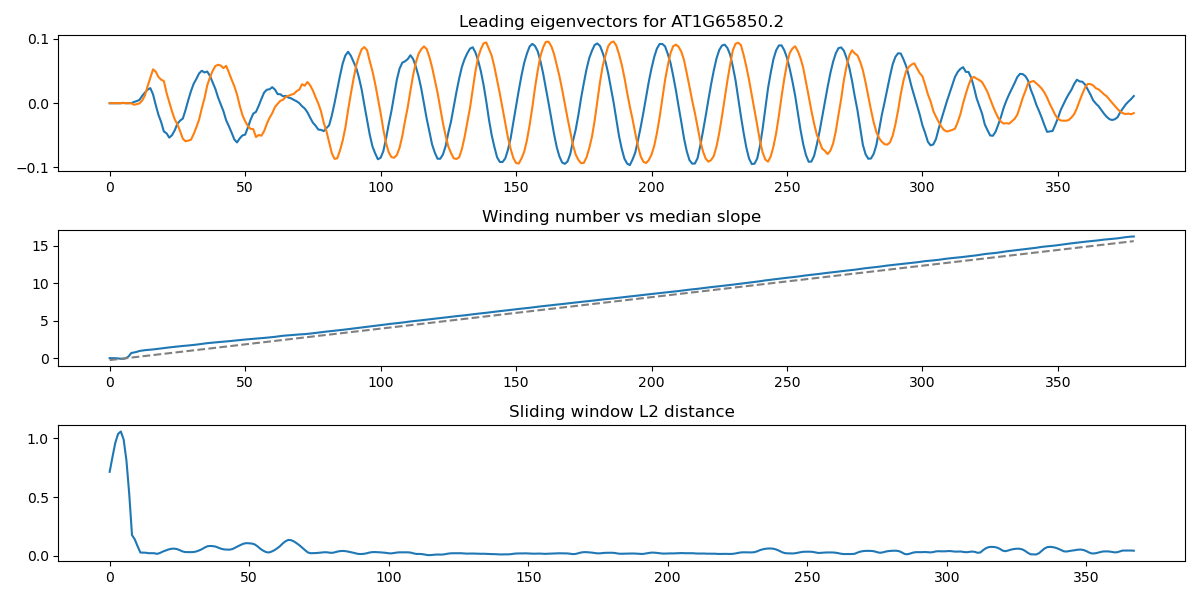 Leading eigenvectors for AT1G65850.2
0.1
0.0
−0.1
0 50 100 150 200 250 300 350
Winding number vs median slope
15
10
5
0
0 50 100 150 200 250 300 350
Sliding window L2 distance
1.0
0.5
0.0
0 50 100 150 200 250 300 350